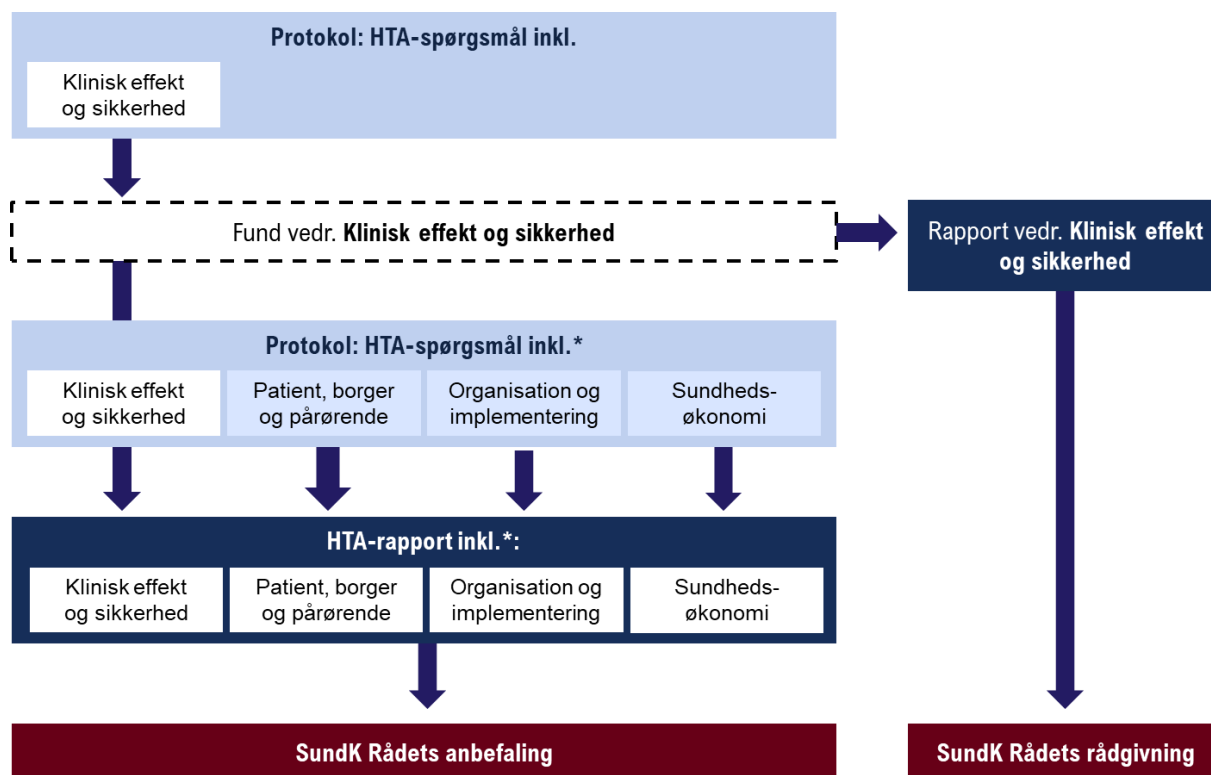 Protokol: HTA-spørgsmål inkl.
Klinisk effekt
og sikkerhed
Fund vedr. Klinisk effekt og sikkerhed
Rapport vedr. Klinisk effekt
og sikkerhed
Protokol: HTA-spørgsmål inkl.*
Klinisk effekt
og sikkerhed
Patient, borger
og pårørende
Organisation og
implementering
Sundheds-
økonomi
HTA-rapport inkl.*:
Klinisk effekt
og sikkerhed
Patient, borger
og pårørende
Organisation og
implementering
Sundheds-
økonomi
SundK Rådets anbefaling
SundK Rådets rådgivning